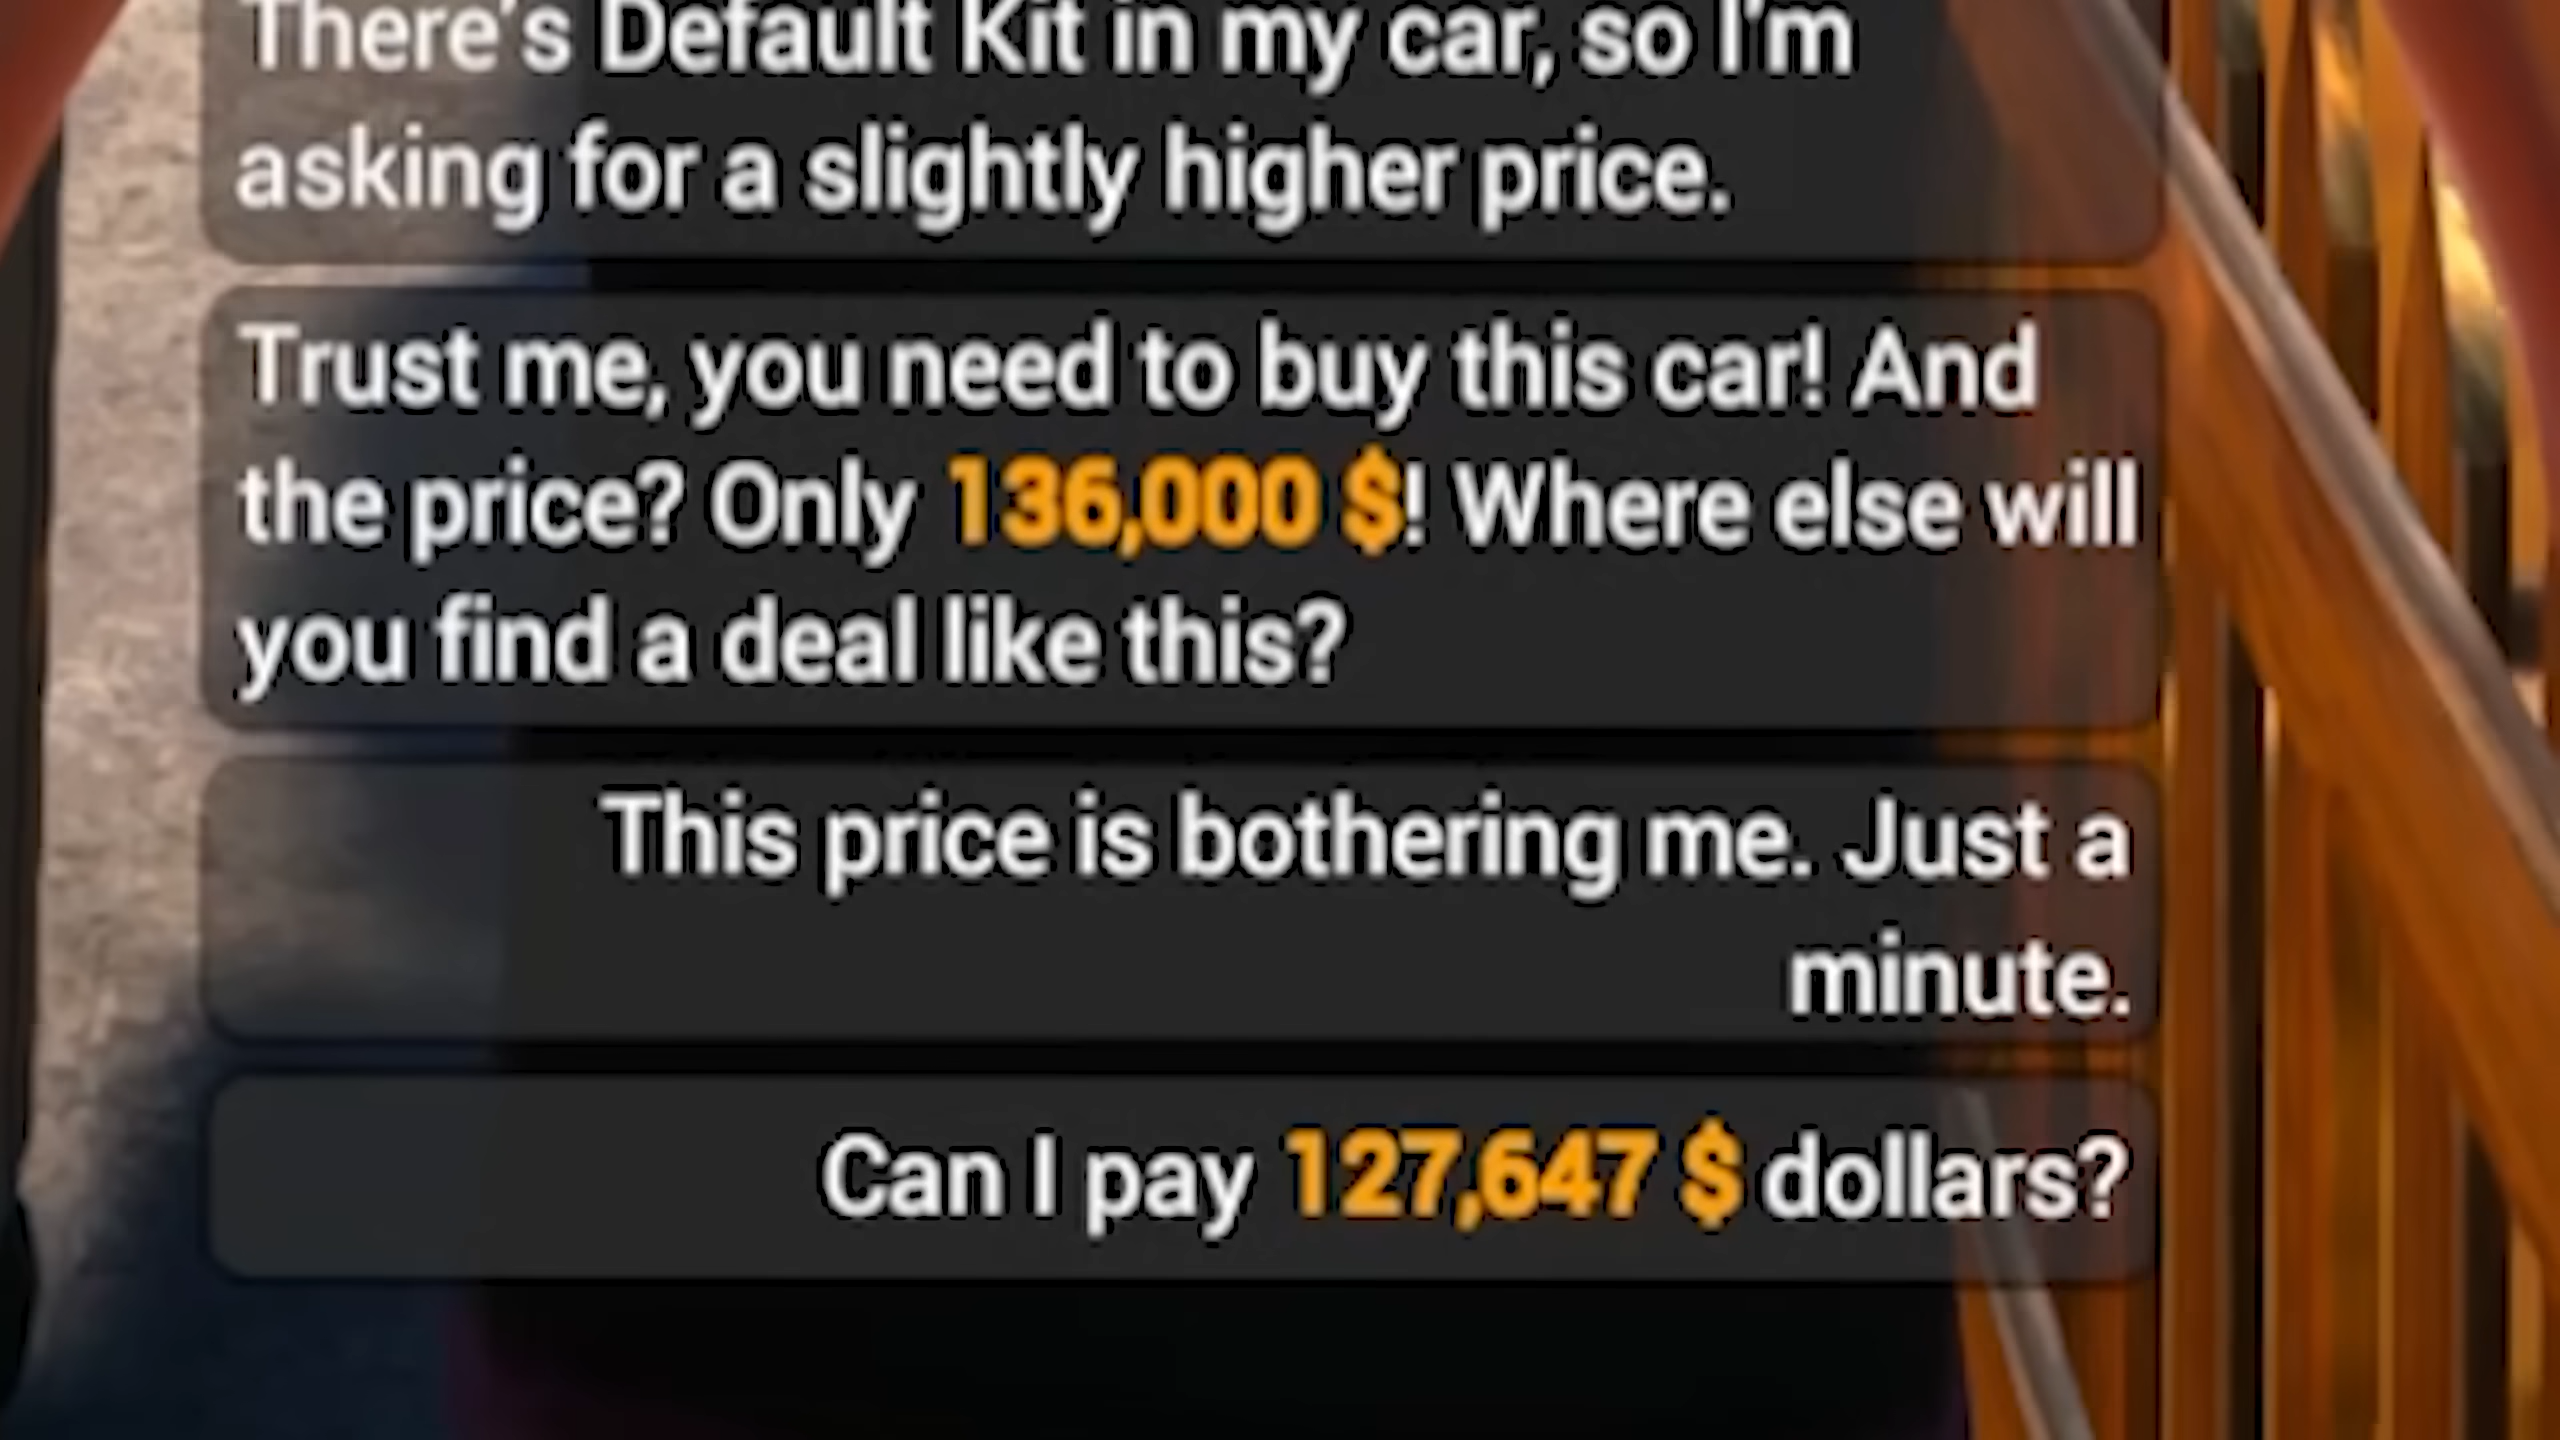 There's Default Kit in my car, so I'm
asking for a slightly higher price.
Trust me, you need to buy this car! And
the price? Only 136,000 $! Where else will
you find a deal like this?
This price is bothering me. Just a
minute.
Can I pay 127,647 $ dollars?